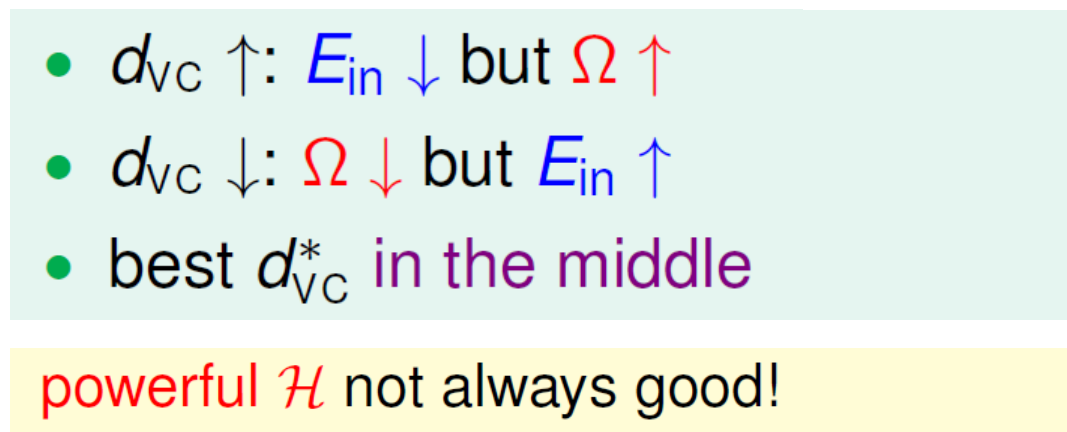 • d_VC ↑: E_in ↓ but Ω ↑
• d_VC ↓: Ω ↓ but E_in ↑
• best d*_VC in the middle
powerful ℋ not always good!